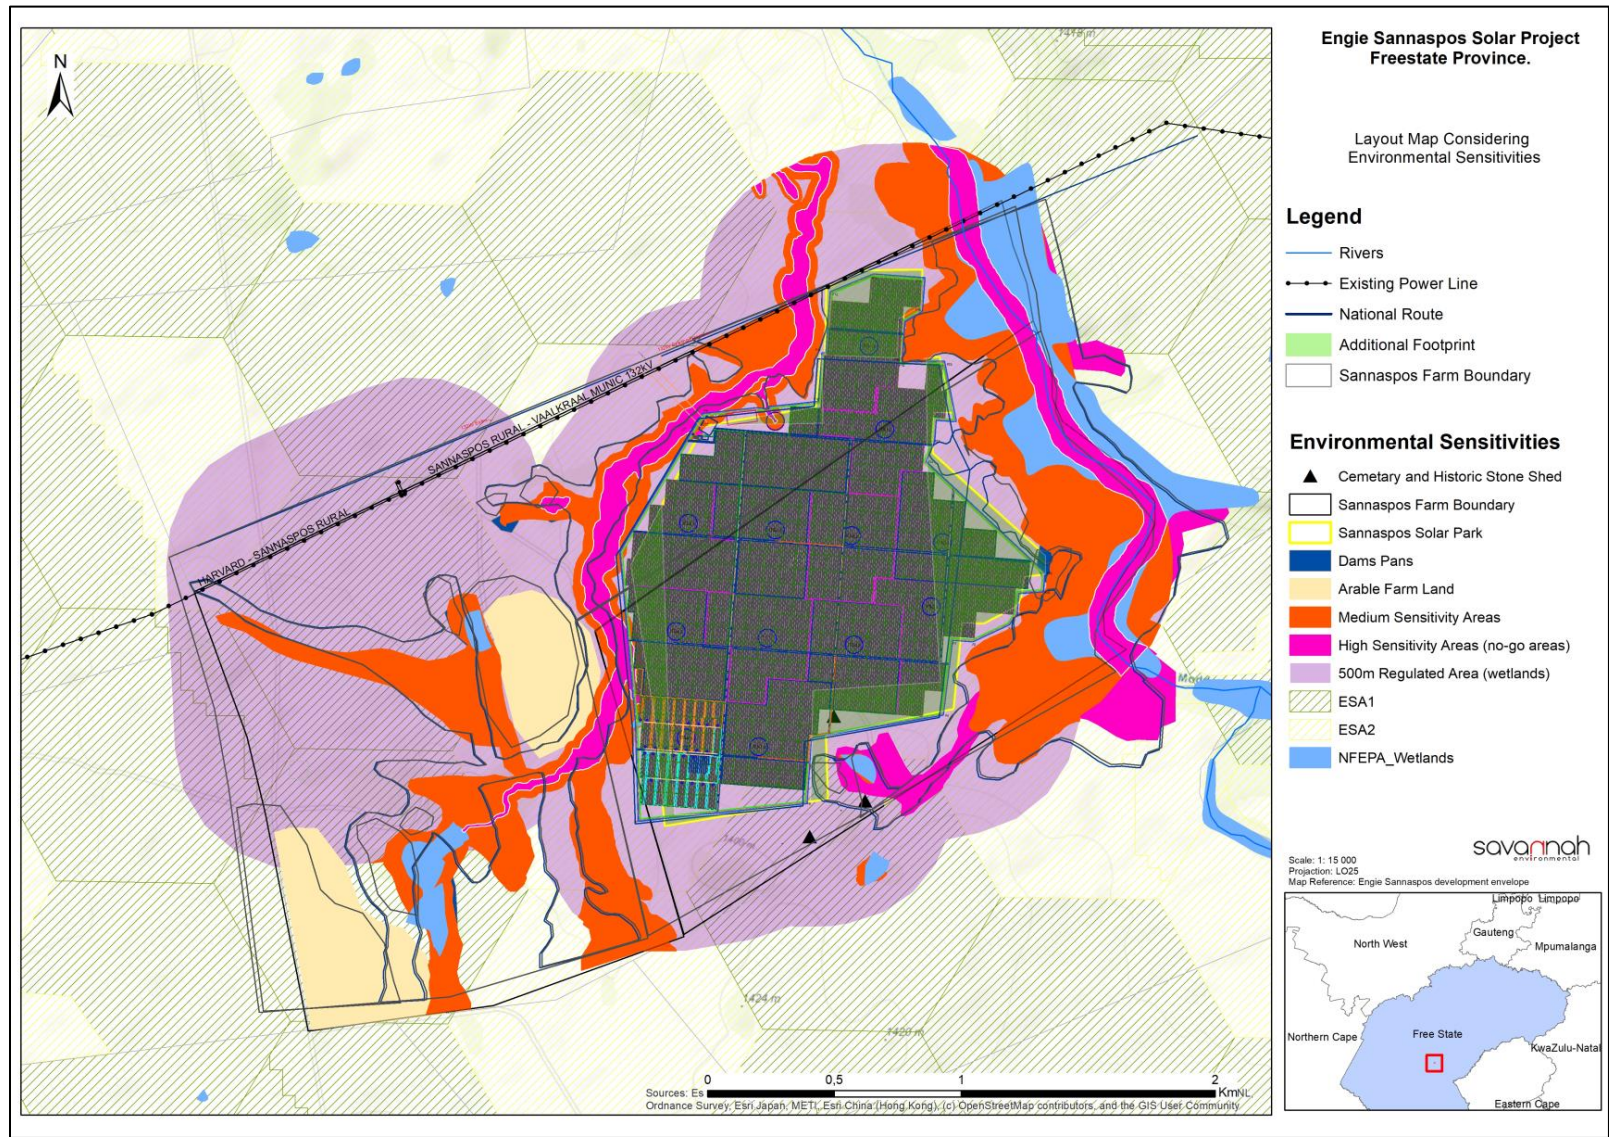 Engie Sannaspos Solar Project
Freestate Province.
Layout Map Considering
Environmental Sensitivities
Legend
Rivers
Existing Power Line
National Route
Additional Footprint
Sannaspos Farm Boundary
Environmental Sensitivities
Cemetary and Historic Stone Shed
Sannaspos Farm Boundary
Sannaspos Solar Park
Dams Pans
Arable Farm Land
Medium Sensitivity Areas
High Sensitivity Areas (no-go areas)
500m Regulated Area (wetlands)
ESA1
ESA2
NFEPA_Wetlands
savannah
environmental
Scale: 1: 15 000
Projection: LO25
Map Reference: Engie Sannaspos development envelope
Limpopo Limpopo
North West
Gauteng
Mpumalanga
Northern Cape
Free State
KwaZulu-Natal
Eastern Cape
N
1418 m
SANNASPOS RURAL - VAALKRAAL MUNIC 132kV
HARVARD - SANNASPOS RURAL
1400 m
1424 m
1420 m
0 0,5 1 2
Km NL,
Sources: Es
Ordnance Survey, Esri Japan, METI, Esri China (Hong Kong), (c) OpenStreetMap contributors, and the GIS User Community